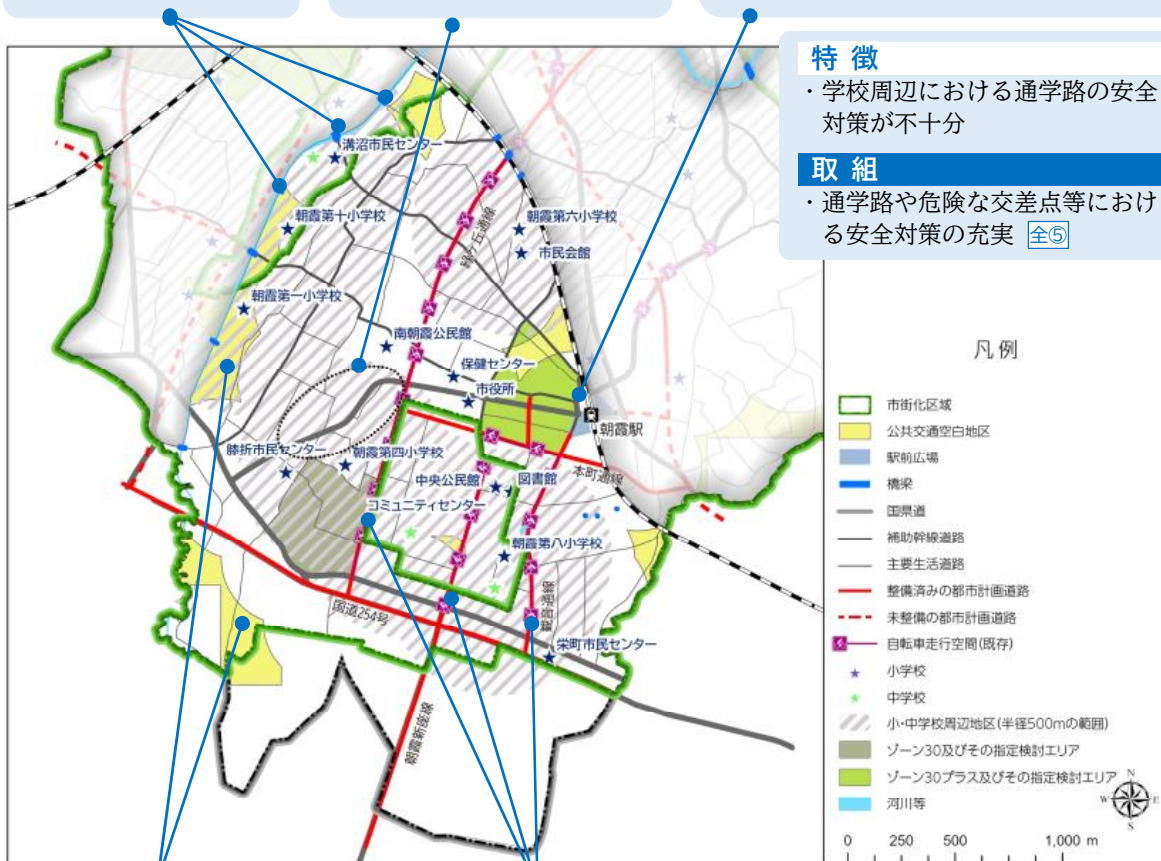 特 徴
・学校周辺における通学路の安全
対策が不十分
取 組
・通学路や危険な交差点等におけ
る安全対策の充実 全⑤
溝沼市民センター
朝霞第十小学校
朝霞第六小学校
市民会館
緑ケ丘通線
朝霞第一小学校
南朝霞公民館
保健センター
市役所
朝霞駅
膝折市民センター
朝霞第四小学校
本町通線
中央公民館
図書館
コミュニティセンター
朝霞第八小学校
国道254号
観音通線
栄町市民センター
朝霞新座線
凡例
市街化区域
公共交通空白地区
駅前広場
橋梁
国県道
補助幹線道路
主要生活道路
整備済みの都市計画道路
未整備の都市計画道路
自転車走行空間(既存)
小学校
中学校
小・中学校周辺地区(半径500mの範囲)
ゾーン30及びその指定検討エリア
ゾーン30プラス及びその指定検討エリア
河川等
N
W E
S
0 250 500 1,000 m